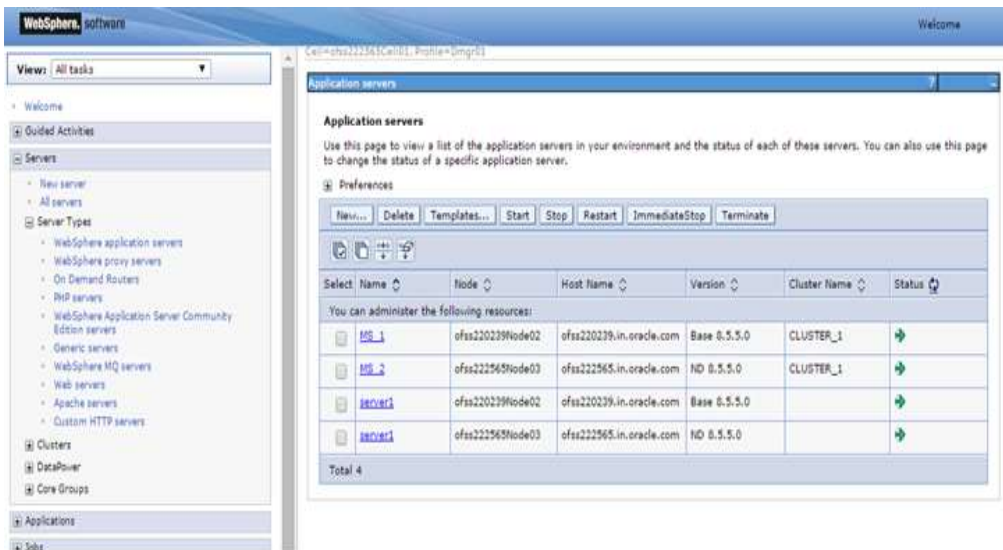 WebSphere. software
Welcome
View: All tasks
Welcome
Guided Activities
Servers
New server
All servers
Server Types
WebSphere application servers
WebSphere proxy servers
On Demand Routers
PHP servers
WebSphere Application Server Community
Edition servers
Generic servers
WebSphere MQ servers
Web servers
Apache servers
Custom HTTP servers
Clusters
DataPower
Core Groups
Applications
Jobs
Cell=ofss222565Cell01, Profile=Dmgr01
Application servers
?
Application servers
Use this page to view a list of the application servers in your environment and the status of each of these servers. You can also use this page
to change the status of a specific application server.
Preferences
New... Delete Templates... Start Stop Restart ImmediateStop Terminate
Select Name Node Host Name Version Cluster Name Status
You can administer the following resources:
MS_1 ofss220239Node02 ofss220239.in.oracle.com Base 8.5.5.0 CLUSTER_1
MS_2 ofss222565Node03 ofss222565.in.oracle.com ND 8.5.5.0 CLUSTER_1
server1 ofss220239Node02 ofss220239.in.oracle.com Base 8.5.5.0
server1 ofss222565Node03 ofss222565.in.oracle.com ND 8.5.5.0
Total 4